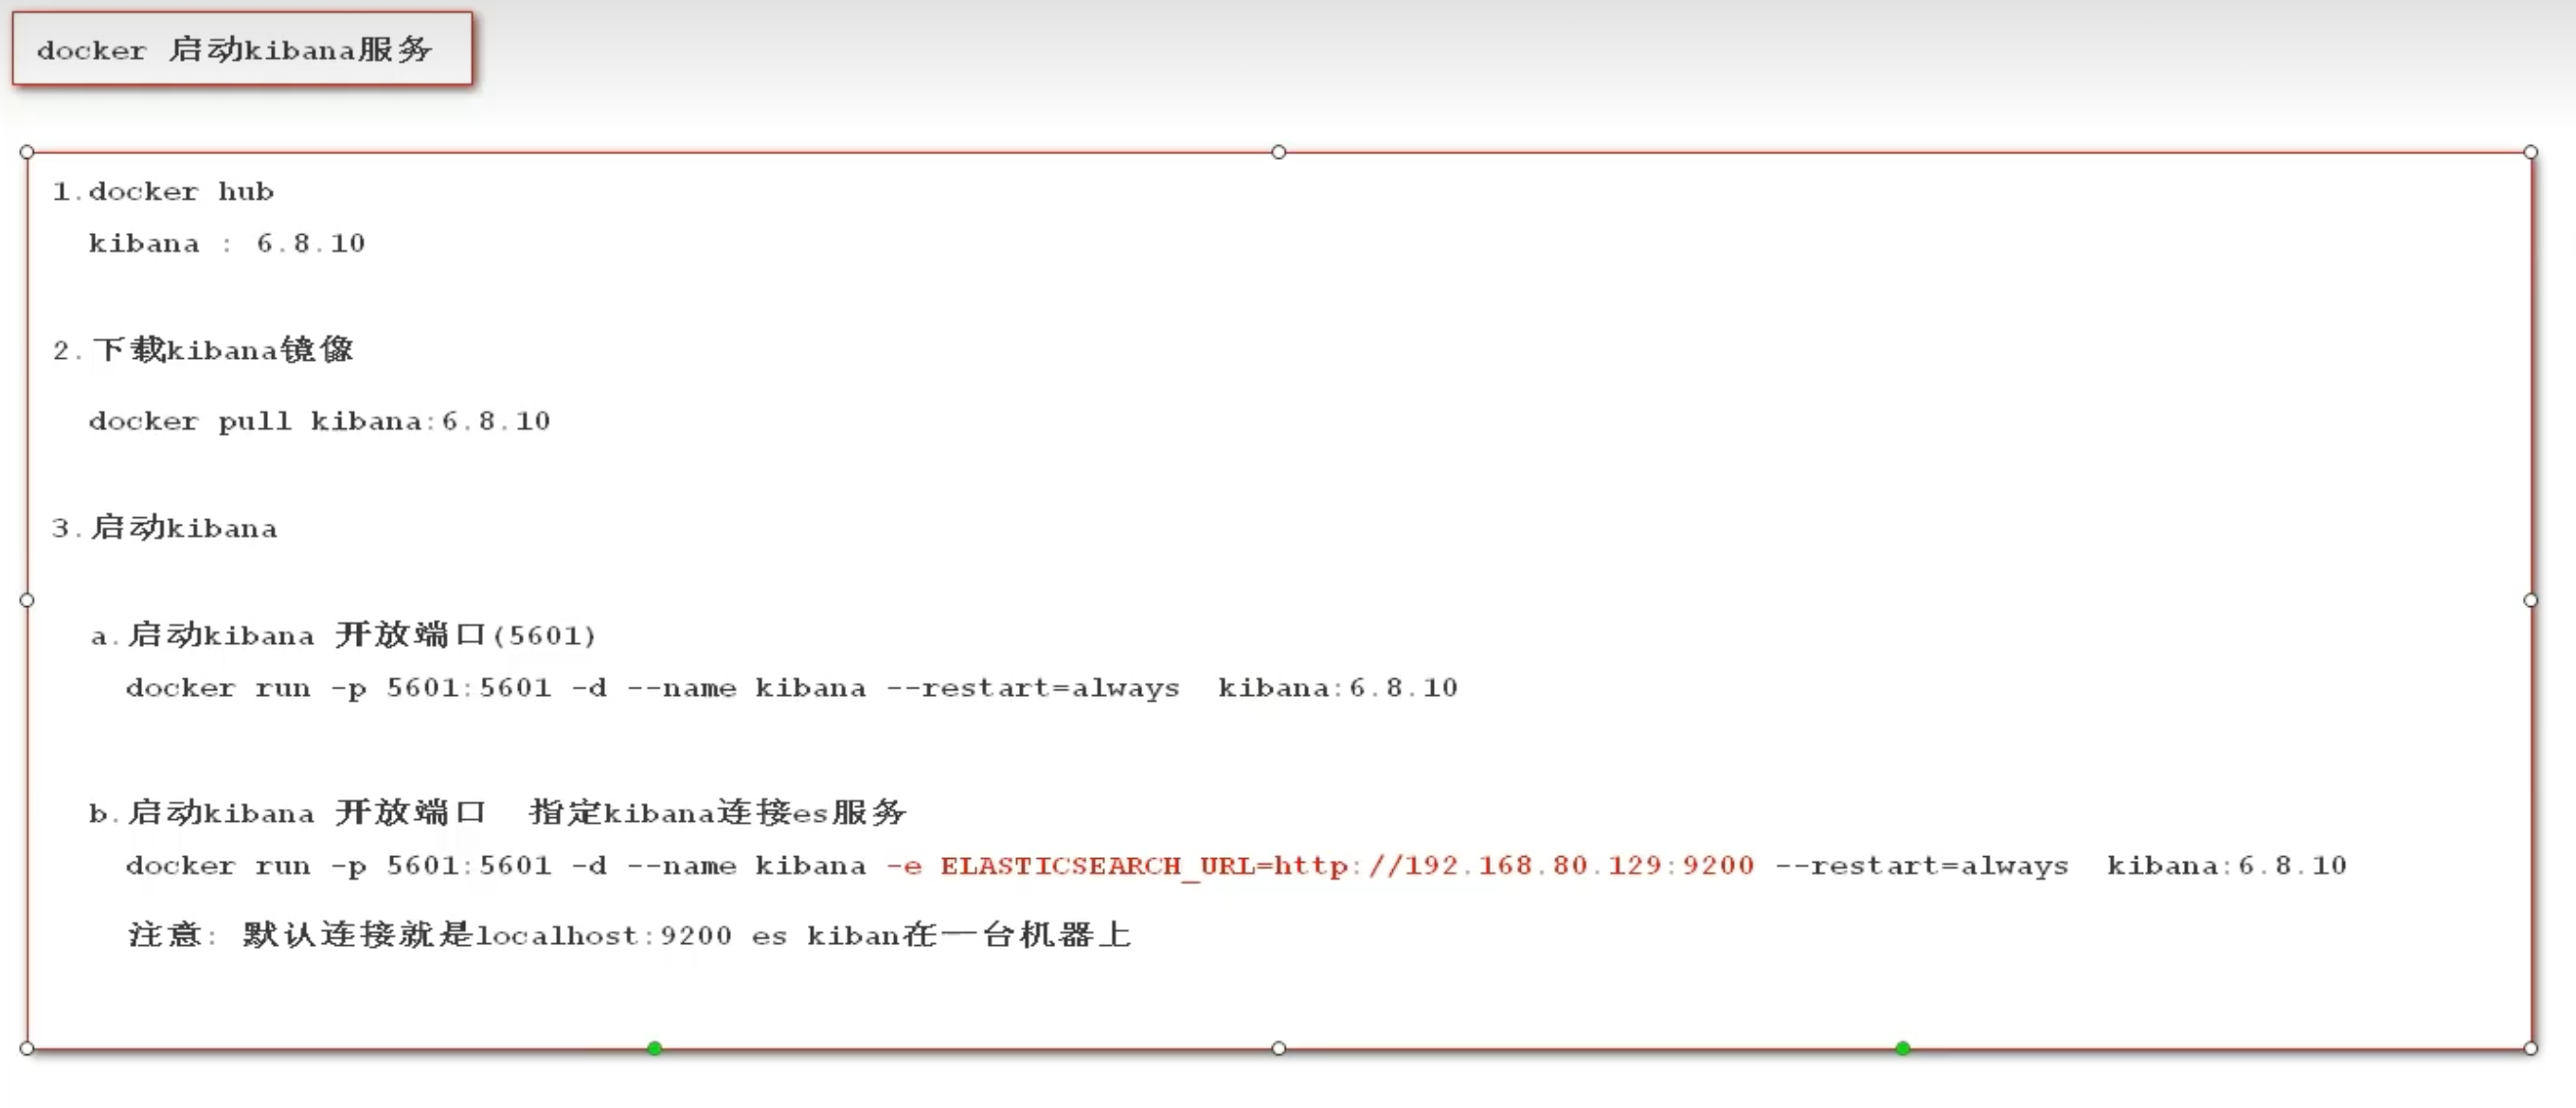 docker 启动kibana服务
1.docker hub
kibana : 6.8.10
2.下载kibana镜像
docker pull kibana:6.8.10
3.启动kibana
a.启动kibana 开放端口(5601)
docker run -p 5601:5601 -d --name kibana --restart=always  kibana:6.8.10
b.启动kibana 开放端口  指定kibana连接es服务
docker run -p 5601:5601 -d --name kibana -e ELASTICSEARCH_URL=http://192.168.80.129:9200 --restart=always  kibana:6.8.10
注意: 默认连接就是localhost:9200 es kiban在一台机器上